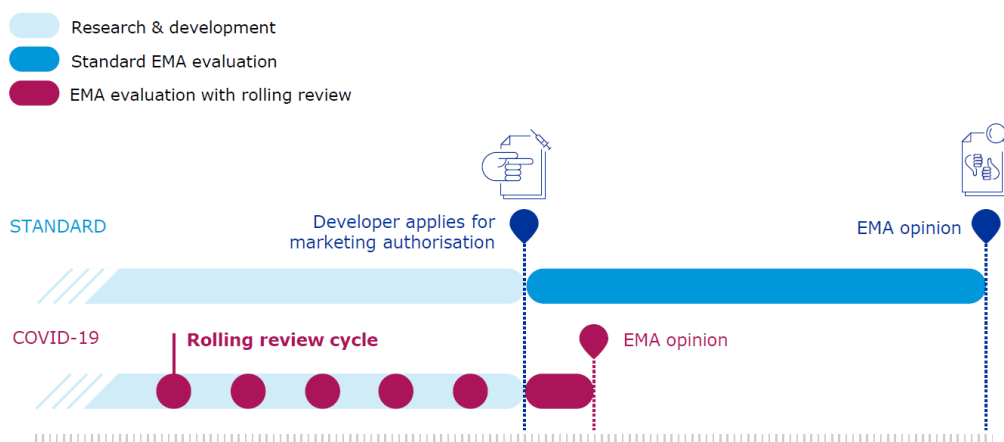 Research & development
Standard EMA evaluation
EMA evaluation with rolling review
STANDARD
Developer applies for
marketing authorisation
EMA opinion
COVID-19
Rolling review cycle
EMA opinion